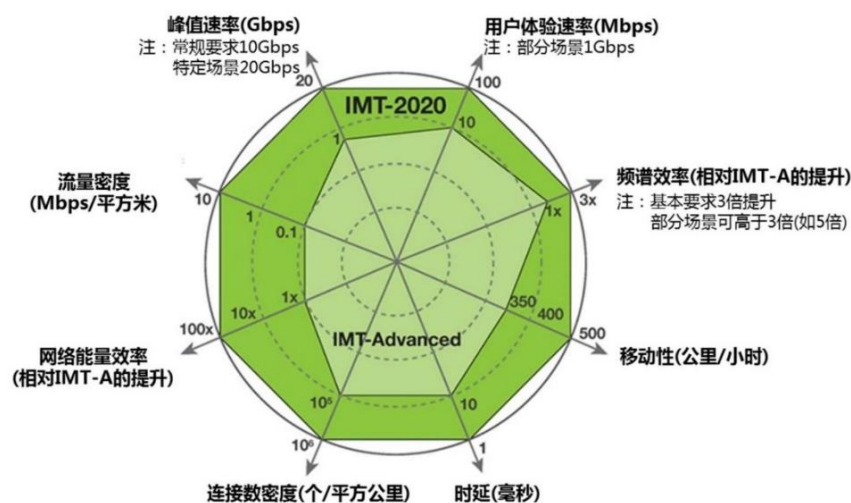 峰值速率(Gbps)
注：常规要求10Gbps
特定场景20Gbps
用户体验速率(Mbps)
注：部分场景1Gbps
20
100
IMT-2020
10
1
流量密度
(Mbps/平方米)
10
1
0.1
频谱效率(相对IMT-A的提升)
注：基本要求3倍提升
部分场景可高于3倍(如5倍)
3x
1x
1x
10x
100x
350
400
500
网络能量效率
(相对IMT-A的提升)
IMT-Advanced
移动性(公里/小时)
10⁵
10
10⁶
1
连接数密度(个/平方公里)
时延(毫秒)